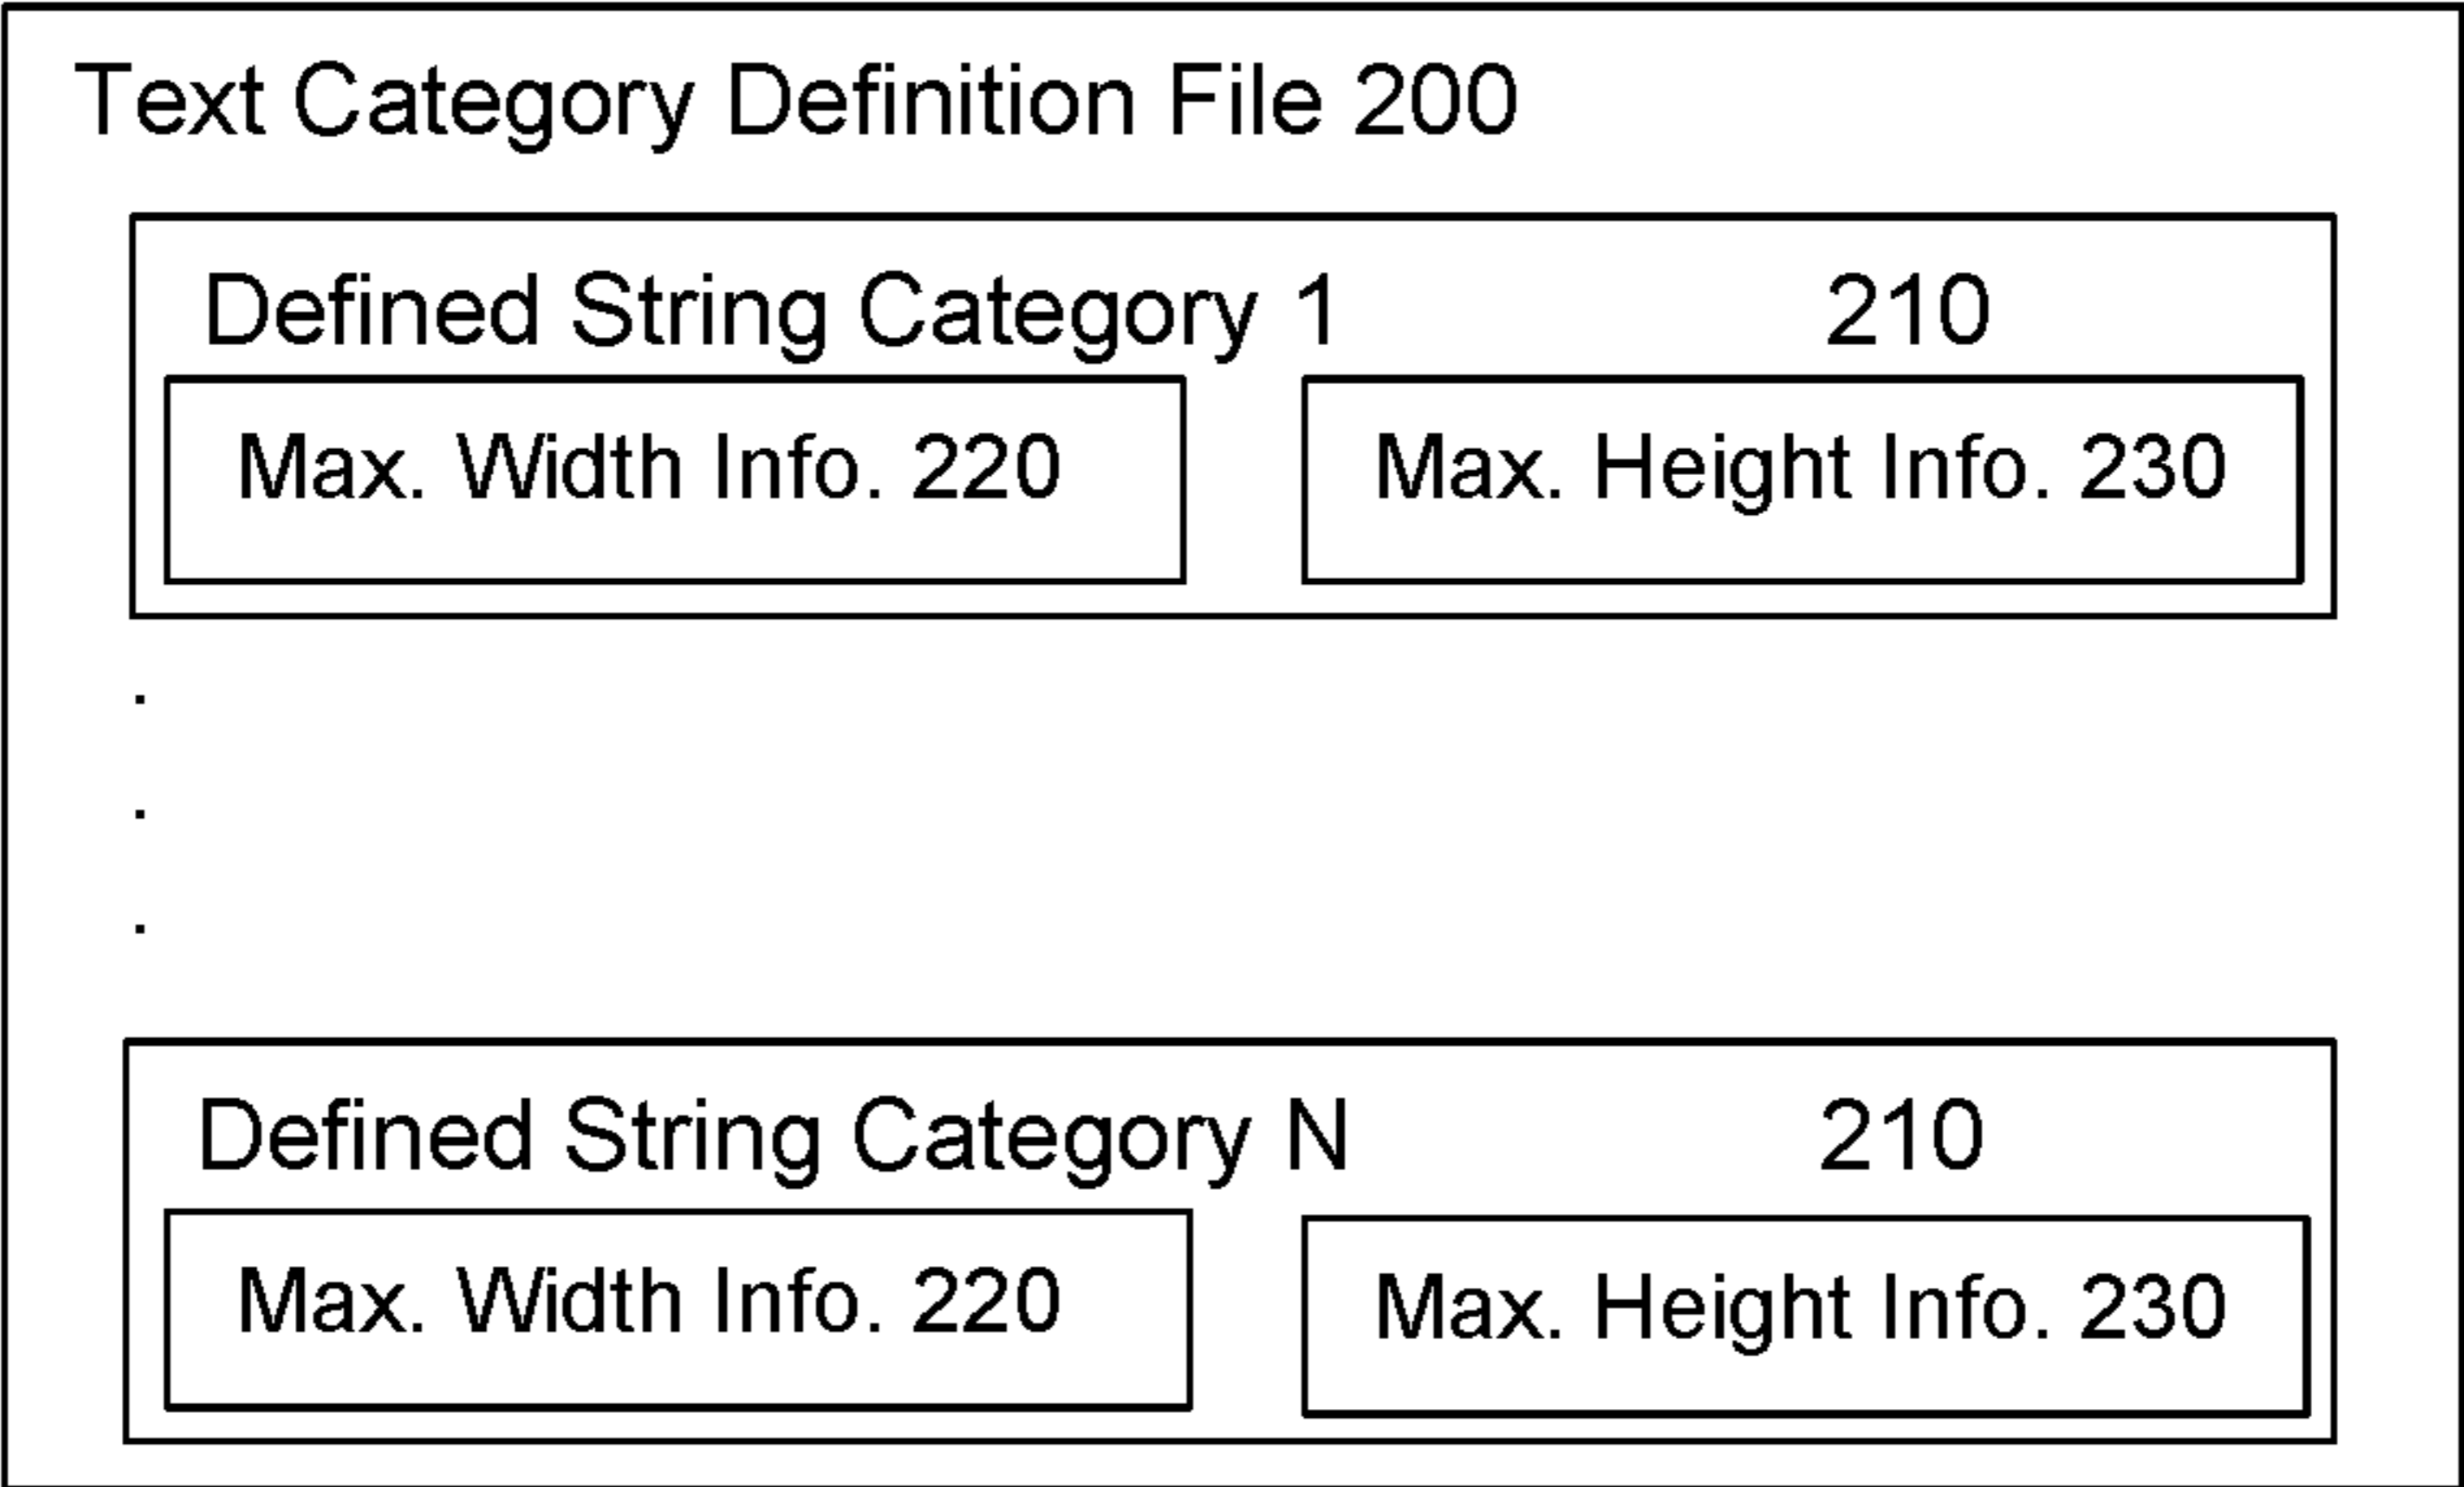 Text Category Definition File 200
Defined String Category 1 210
Max. Width Info. 220 Max. Height Info. 230
.
.
.
Defined String Category N 210
Max. Width Info. 220 Max. Height Info. 230